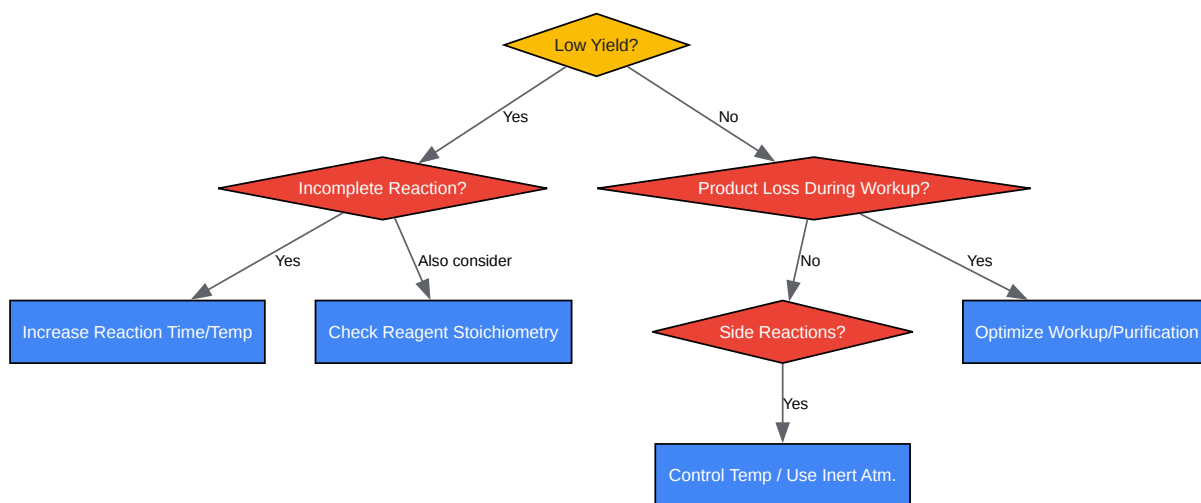 Low Yield?
Yes
No
Incomplete Reaction?
Product Loss During Workup?
Yes
Also consider
No
Yes
Increase Reaction Time/Temp
Check Reagent Stoichiometry
Side Reactions?
Optimize Workup/Purification
Yes
Control Temp / Use Inert Atm.